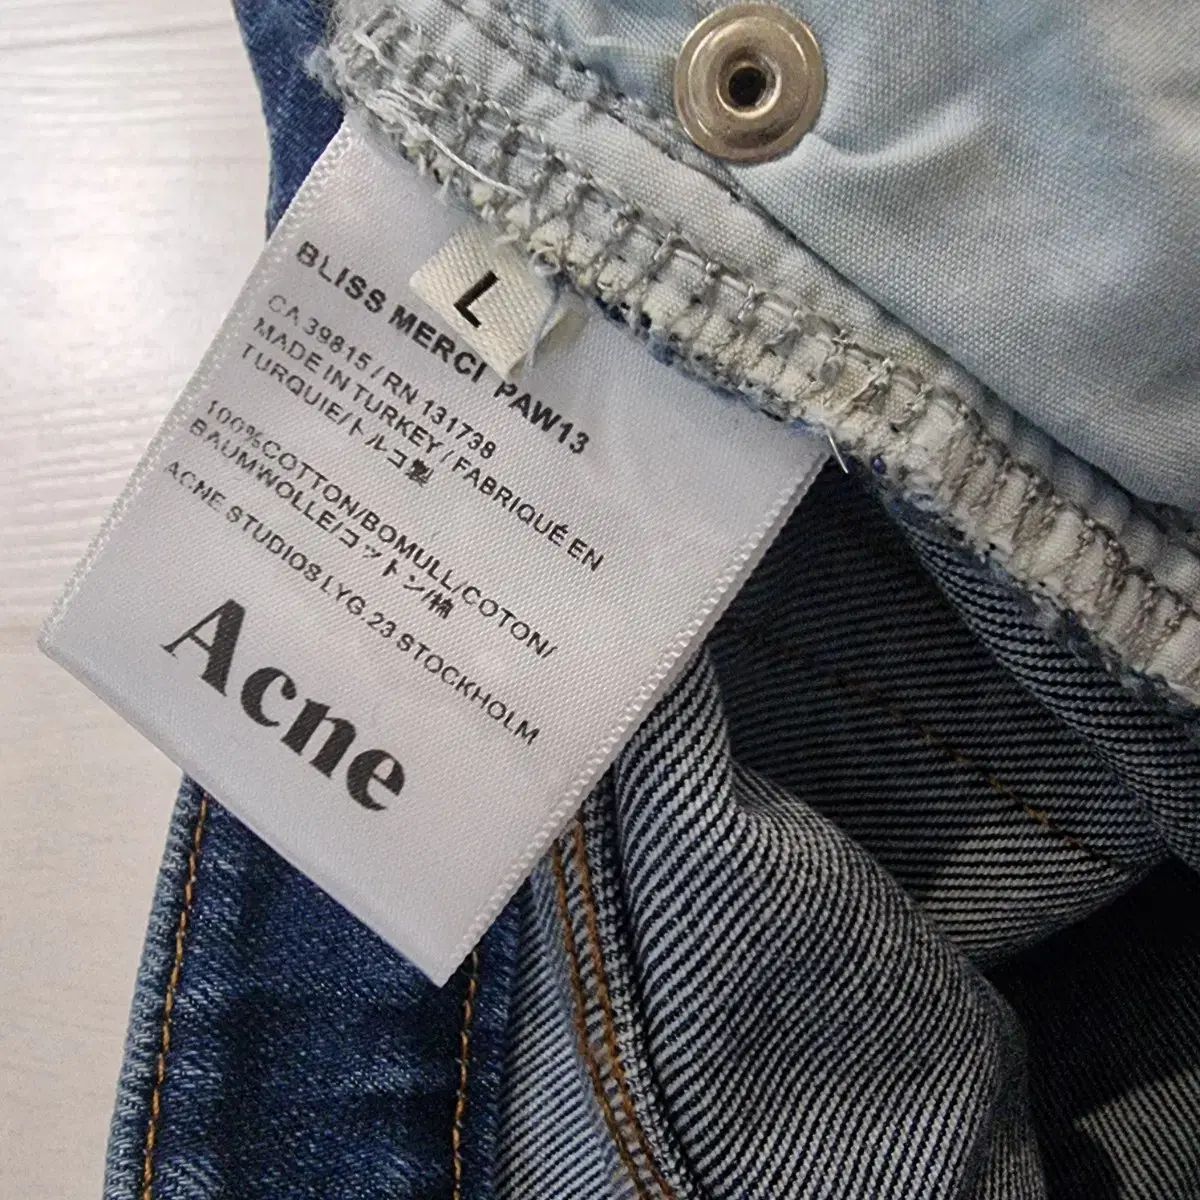 L
BLISS MERCI PAW13
CA 39815 / RN 131738
MADE IN TURKEY / FABRIQUÉ EN
TURQUIE/トルコ製
100%COTTON/BOMULL/COTON/
BAUMWOLLE/コットン/棉
ACNE STUDIOS LYG.23 STOCKHOLM
Acne